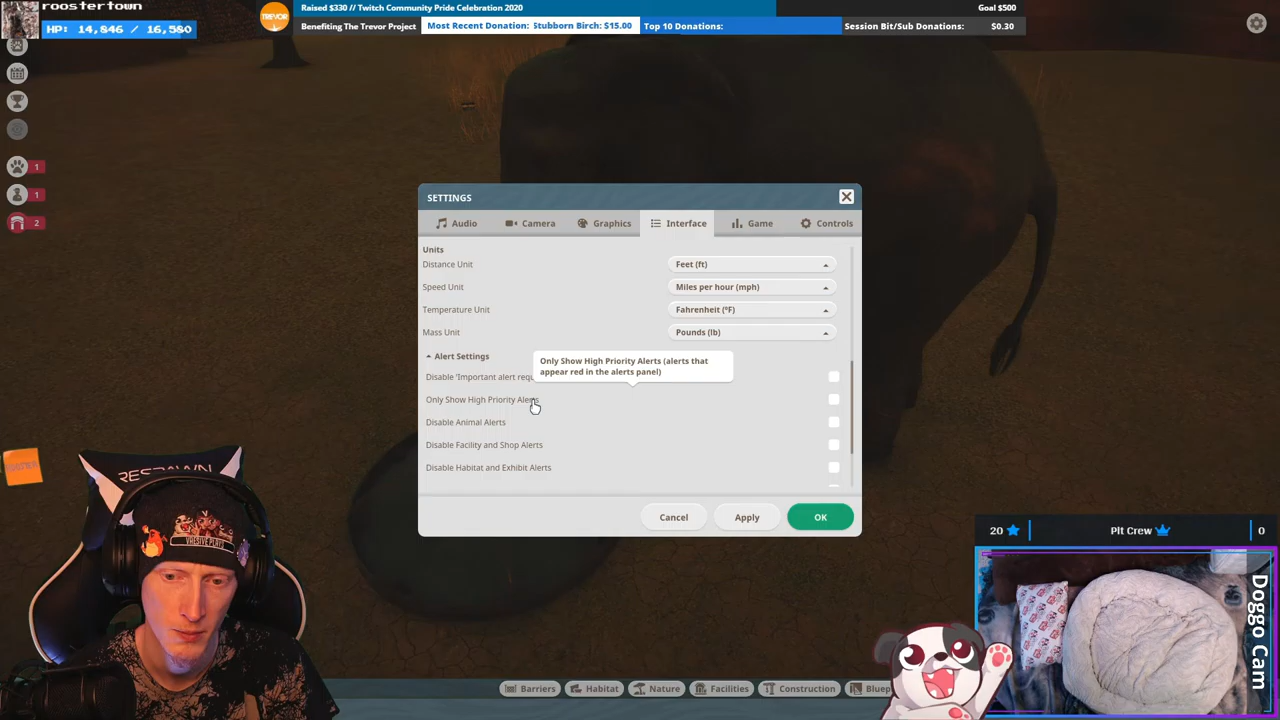 roostertown
HP: 14,846 / 16,580
TREVOR
Raised $330 // Twitch Community Pride Celebration 2020
Goal $500
Benefiting The Trevor Project
Most Recent Donation: Stubborn Birch: $15.00
Top 10 Donations:
Session Bit/Sub Donations: $0.30
1
1
2
SETTINGS
Audio
Camera
Graphics
Interface
Game
Controls
Units
Distance Unit
Feet (ft)
Speed Unit
Miles per hour (mph)
Temperature Unit
Fahrenheit (°F)
Mass Unit
Pounds (lb)
Alert Settings
Only Show High Priority Alerts (alerts that
appear red in the alerts panel)
Disable 'Important alert requ
Only Show High Priority Alerts
Disable Animal Alerts
Disable Facility and Shop Alerts
Disable Habitat and Exhibit Alerts
Cancel
Apply
OK
Barriers
Habitat
Nature
Facilities
Construction
Bluep
RESPAWN
20
Pit Crew
0
Doggo Cam